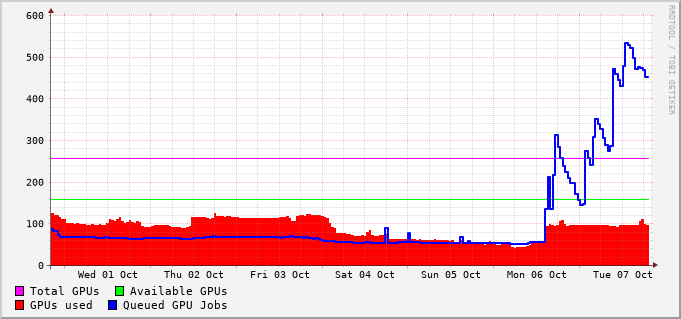 600
500
400
300
200
100
0
Wed 01 Oct Thu 02 Oct Fri 03 Oct Sat 04 Oct Sun 05 Oct Mon 06 Oct Tue 07 Oct
Total GPUs Available GPUs
GPUs used Queued GPU Jobs
RRDTOOL / TOBI OETIKER